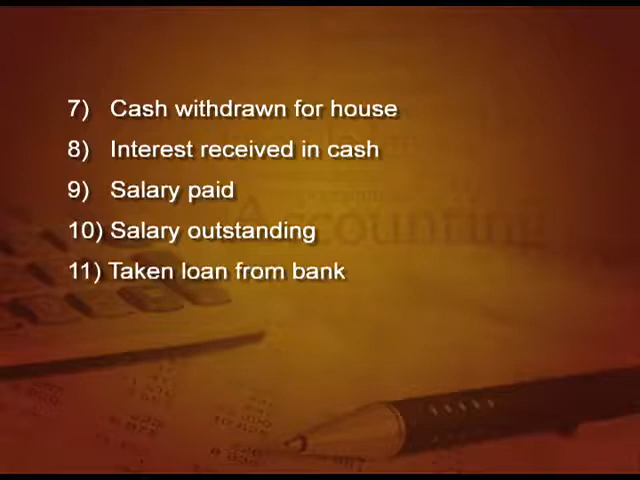 7) Cash withdrawn for house
8) Interest received in cash
9) Salary paid
10) Salary outstanding
11) Taken loan from bank
Accounting